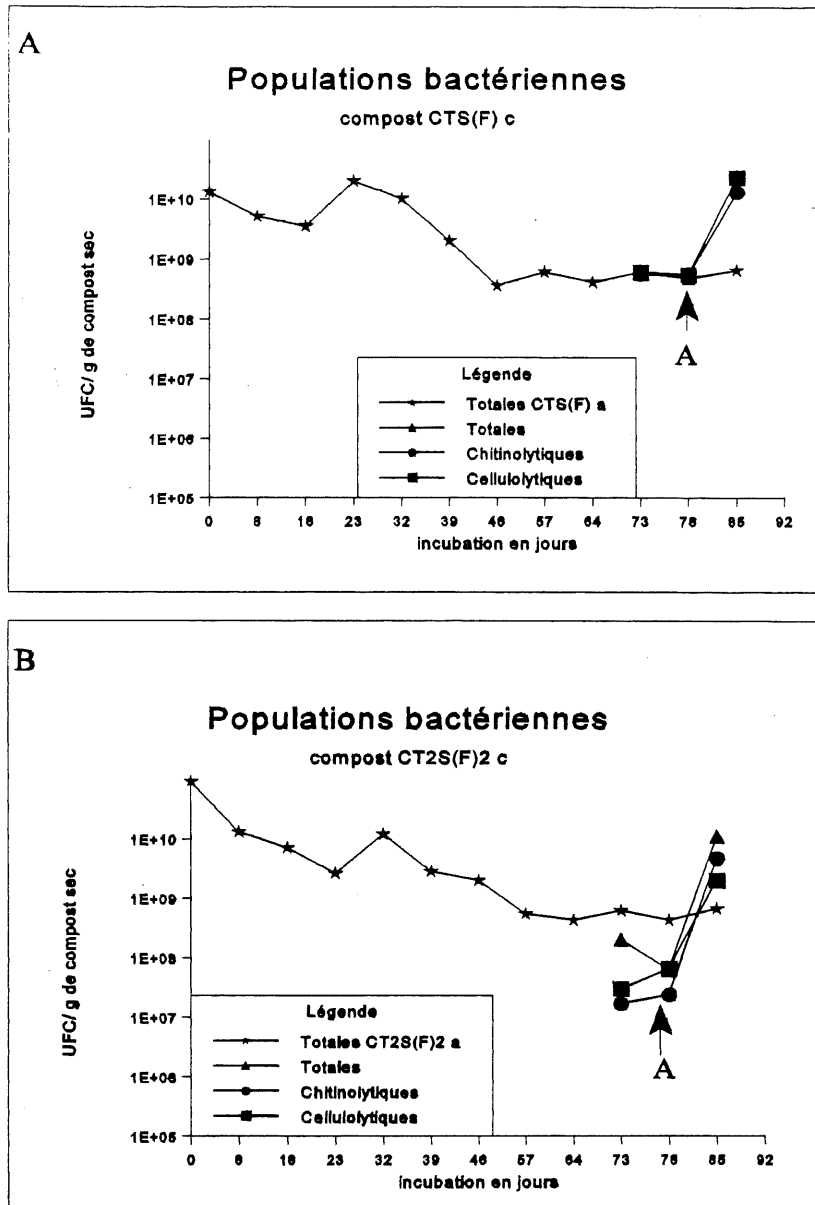 A
Populations bactériennes
compost CTS(F) c
1E+10
1E+09
1E+08
1E+07
1E+06
1E+05
UFC/ g de compost sec
A
Légende
Totales CTS(F) a
Totales
Chitinolytiques
Cellulolytiques
0 8 16 23 32 39 46 57 64 73 78 85 92
incubation en jours
B
Populations bactériennes
compost CT2S(F)2 c
1E+10
1E+09
1E+08
1E+07
1E+06
1E+05
UFC/ g de compost sec
A
Légende
Totales CT2S(F)2 a
Totales
Chitinolytiques
Cellulolytiques
0 8 16 23 32 39 46 57 64 73 78 85 92
incubation en jours